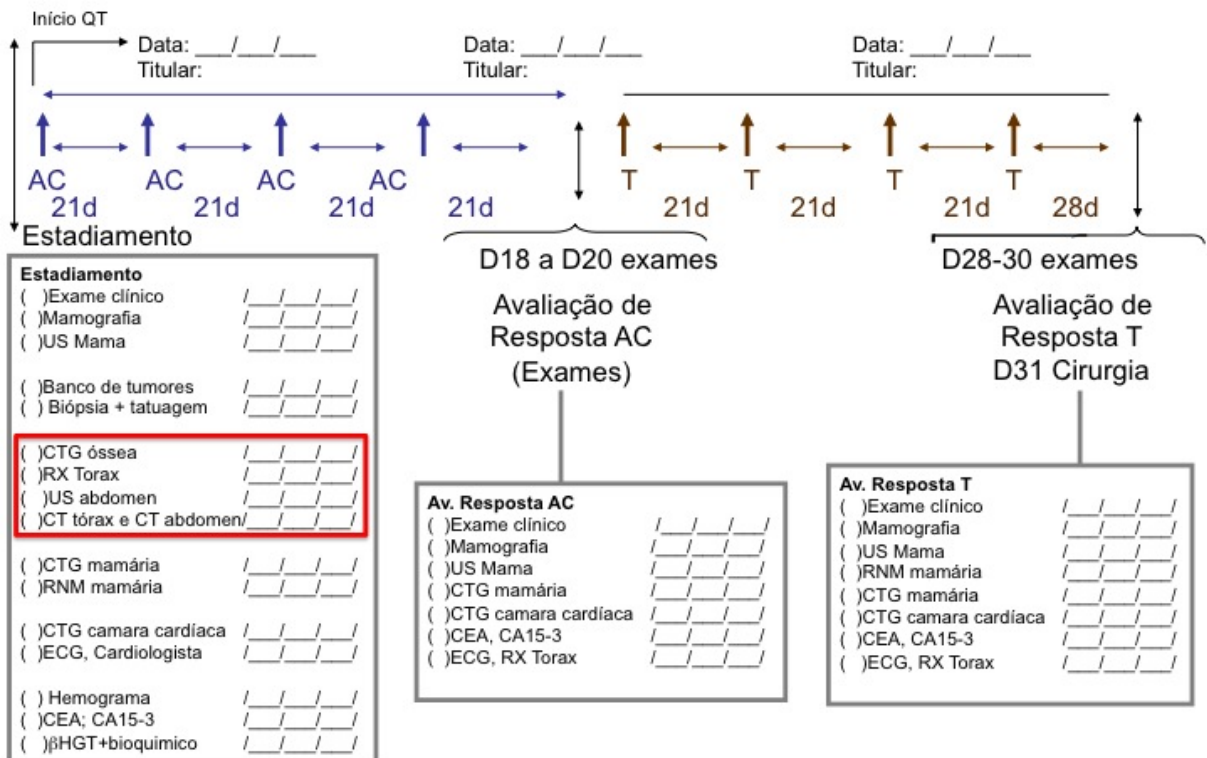 Início QT
Data: ___/___/___
Titular:
Data: ___/___/___
Titular:
Data: ___/___/___
Titular:
AC AC AC AC
21d 21d 21d 21d
T T T T
21d 21d 21d 28d
Estadiamento
D18 a D20 exames
Avaliação de
Resposta AC
(Exames)
D28-30 exames
Avaliação de
Resposta T
D31 Cirurgia
Estadiamento
( )Exame clínico /___/___/___/
( )Mamografia /___/___/___/
( )US Mama /___/___/___/
( )Banco de tumores /___/___/___/
( ) Biópsia + tatuagem /___/___/___/
( )CTG óssea /___/___/___/
( )RX Torax /___/___/___/
( )US abdomen /___/___/___/
( )CT tórax e CT abdomen/___/___/___/
( )CTG mamária /___/___/___/
( )RNM mamária /___/___/___/
( )CTG camara cardíaca /___/___/___/
( )ECG, Cardiologista /___/___/___/
( ) Hemograma /___/___/___/
( )CEA; CA15-3 /___/___/___/
( )βHGT+bioquimico /___/___/___/
Av. Resposta AC
( )Exame clínico /___/___/___/
( )Mamografia /___/___/___/
( )US Mama /___/___/___/
( )CTG mamária /___/___/___/
( )CTG camara cardíaca /___/___/___/
( )CEA, CA15-3 /___/___/___/
( )ECG, RX Torax /___/___/___/
Av. Resposta T
( )Exame clínico /___/___/___/
( )Mamografia /___/___/___/
( )US Mama /___/___/___/
( )RNM mamária /___/___/___/
( )CTG mamária /___/___/___/
( )CTG camara cardíaca /___/___/___/
( )CEA, CA15-3 /___/___/___/
( )ECG, RX Torax /___/___/___/